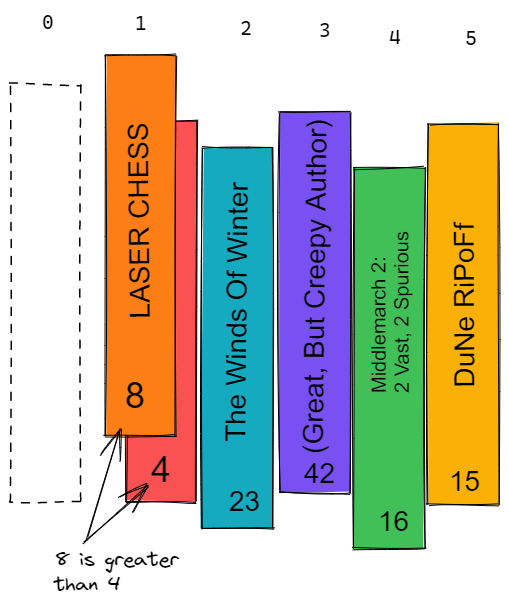 0 1 2 3 4 5
LASER CHESS
8
4
The Winds Of Winter
23
(Great, But Creepy Author)
42
Middlemarch 2:
2 Vast, 2 Spurious
16
DuNe RiPoFf
15
8 is greater
than 4